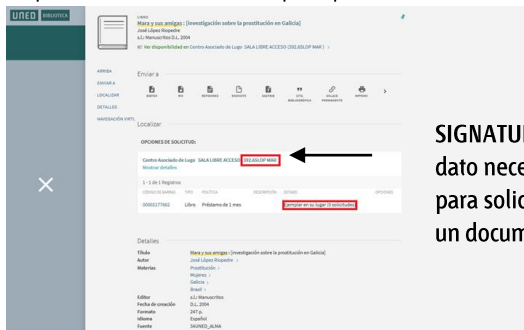 UNED BIBLIOTECA
LIBRO
Mara y sus amigas : [investigación sobre la prostitución en Galicia]
José López Riopedre
s.l.: Manuscritos D.L. 2004
Ver disponibilidad en Centro Asociado de Lugo SALA LIBRE ACCESO (392.6SLOP MAR)
ARRIBA
ENVIAR A
LOCALIZAR
DETALLES
NAVEGACIÓN VIRTU
Enviar a
CITA BIBLIOGRÁFICA
ENLACE PERMANENTE
Localizar
OPCIONES DE SOLICITUD:
Centro Asociado de Lugo SALA LIBRE ACCESO 392.6SLOP MAR
Mostrar detalles
1 - 1 de 1 Registros
CÓDIGO DE BARRAS TIPO POLÍTICA DESCRIPCIÓN ESTADO OPCIONES
Libro Préstamo de 1 mes Ejemplar en su lugar (0 solicitudes)
Detalles
Título Mara y sus amigas : [investigación sobre la prostitución en Galicia]
Autor José López Riopedre
Materias Prostitución
Mujeres
Galicia
Brasil
Editor s.l.: Manuscritos
Fecha de creación D.L. 2004
Formato 247 p.
Idioma Español
Fuente SAUNED_ALMA
SIGNATU
dato nece
para solic
un docum